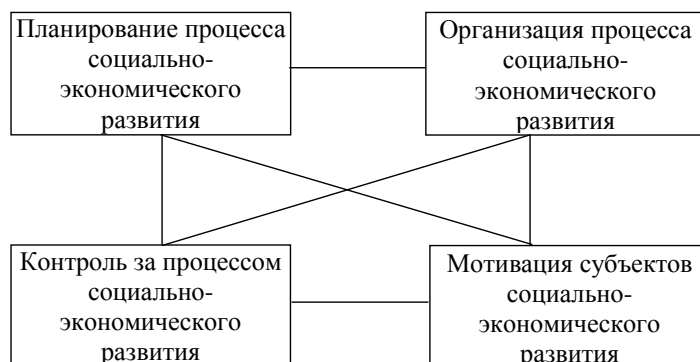 Планирование процесса
социально-
экономического
развития
Организация процесса
социально-
экономического
развития
Контроль за процессом
социально-
экономического
развития
Мотивация субъектов
социально-
экономического
развития